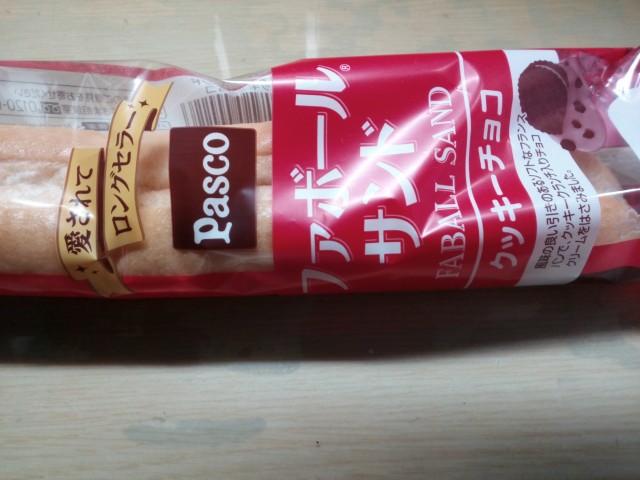 愛されて
ロングセラー
Pasco
ファボール®
サンド
FABALL SAND
クッキーチョコ
風味の良い引きのあるソフトなフランス
パンで、クッキークランチ入りチョコ
クリームをはさみました。